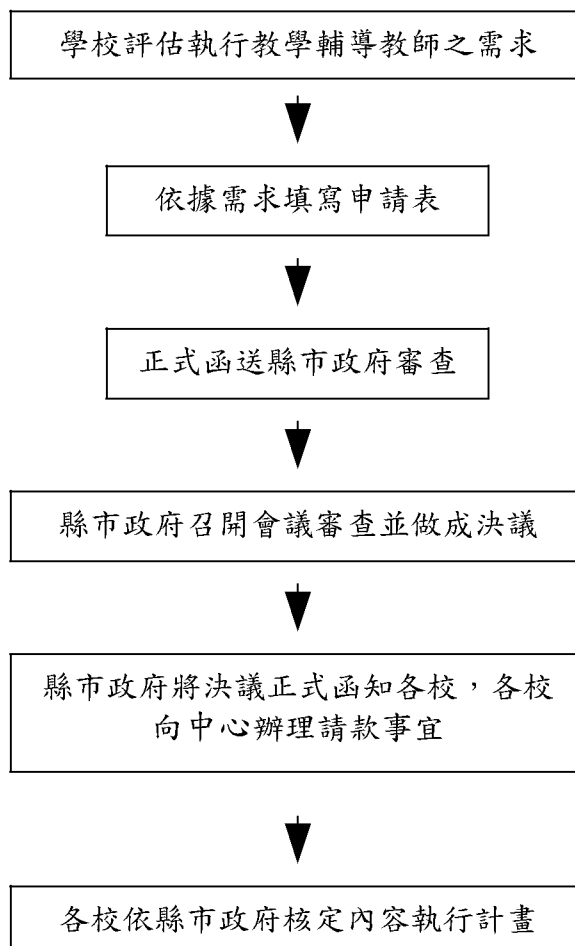 學校評估執行教學輔導教師之需求
依據需求填寫申請表
正式函送縣市政府審查
縣市政府召開會議審查並做成決議
縣市政府將決議正式函知各校，各校
向中心辦理請款事宜
各校依縣市政府核定內容執行計畫